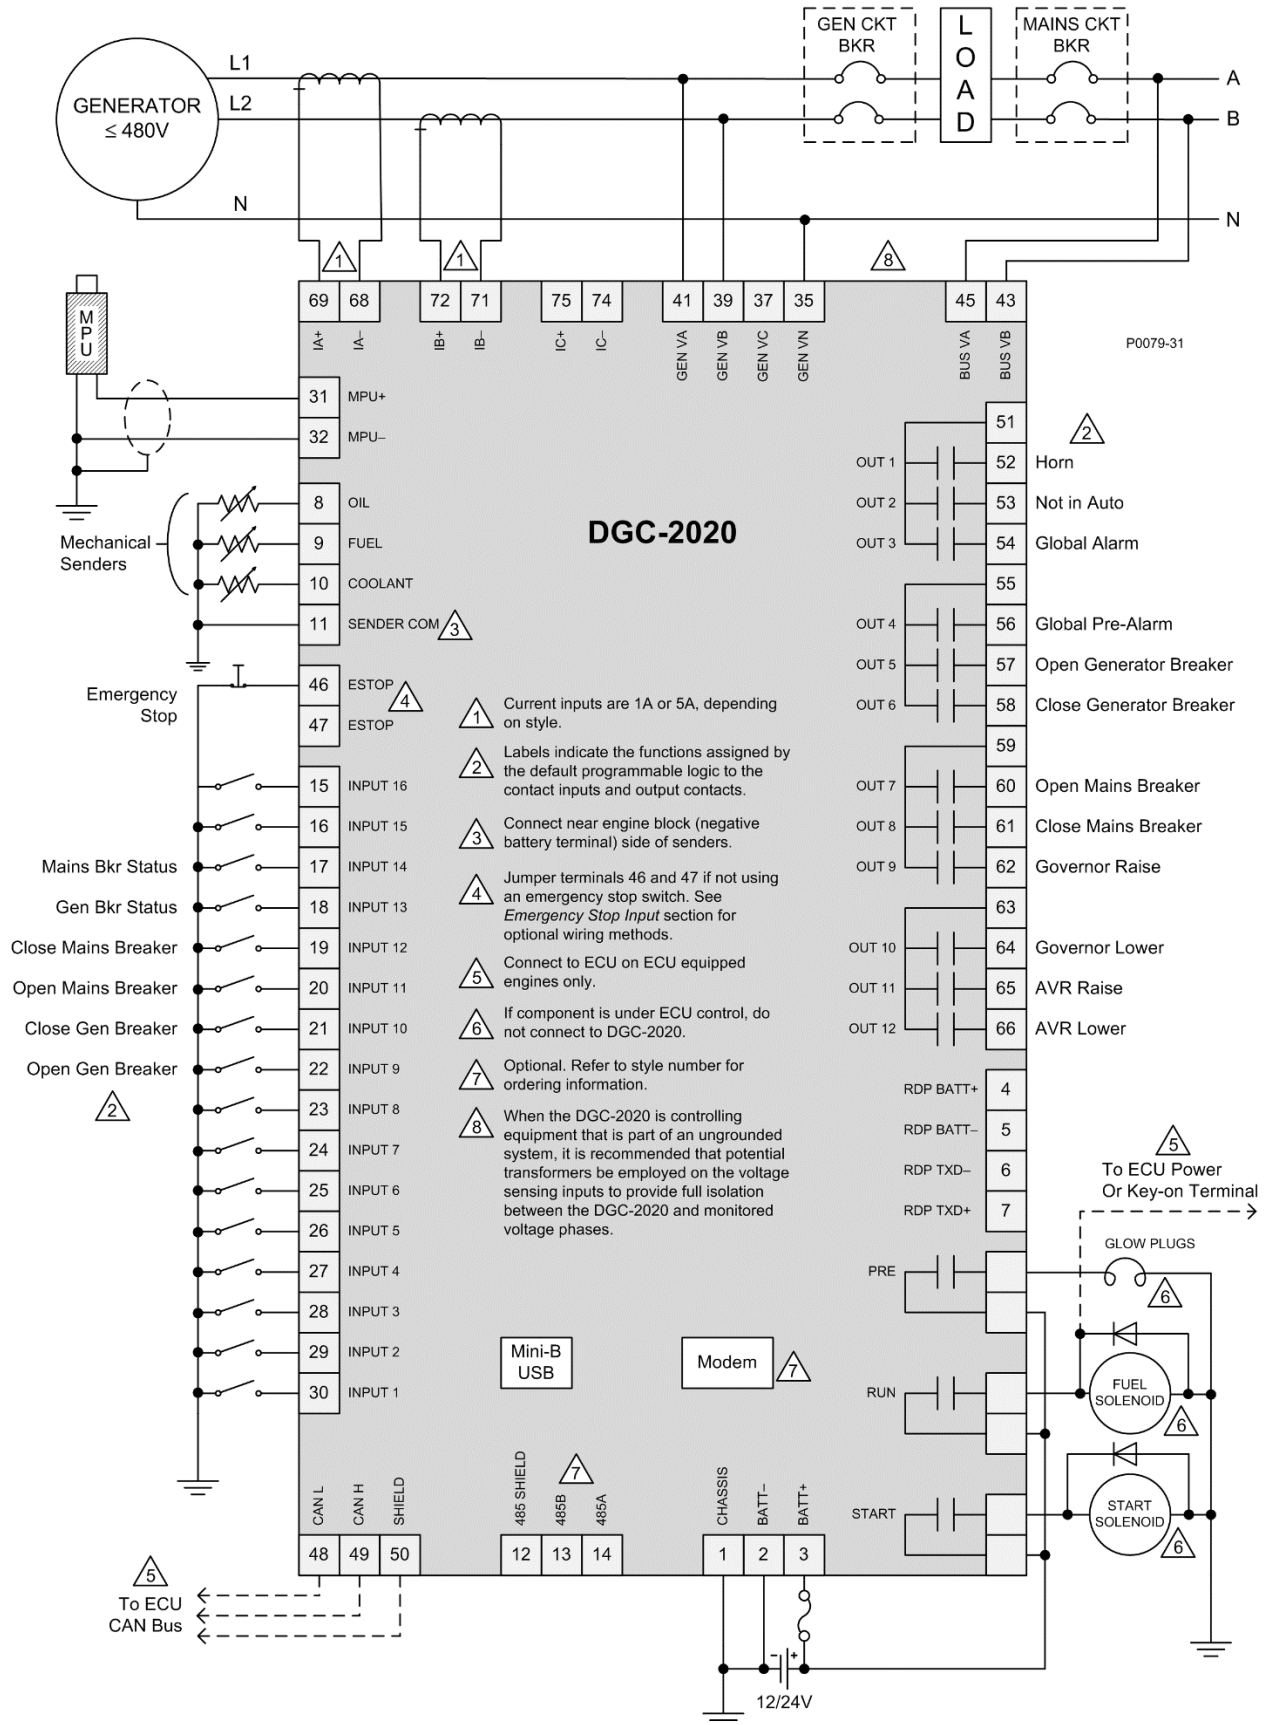 GEN CKT
BKR
LOAD
MAINS CKT
BKR
L1
A
GENERATOR
≤ 480V
L2
B
N
N
1
1
8
69
68
72
71
75
74
41
39
37
35
45
43
IA+
IA–
IB+
IB–
IC+
IC–
GEN VA
GEN VB
GEN VC
GEN VN
BUS VA
BUS VB
P0079-31
MPU
31 MPU+
32 MPU–
8 OIL
9 FUEL
10 COOLANT
11 SENDER COM
3
Mechanical
Senders
DGC-2020
Emergency
Stop
46 ESTOP
47 ESTOP
4
15 INPUT 16
16 INPUT 15
Mains Bkr Status 17 INPUT 14
Gen Bkr Status 18 INPUT 13
Close Mains Breaker 19 INPUT 12
Open Mains Breaker 20 INPUT 11
Close Gen Breaker 21 INPUT 10
Open Gen Breaker 22 INPUT 9
2
23 INPUT 8
24 INPUT 7
25 INPUT 6
26 INPUT 5
27 INPUT 4
28 INPUT 3
29 INPUT 2
30 INPUT 1
1 Current inputs are 1A or 5A, depending
on style.
2 Labels indicate the functions assigned by
the default programmable logic to the
contact inputs and output contacts.
3 Connect near engine block (negative
battery terminal) side of senders.
4 Jumper terminals 46 and 47 if not using
an emergency stop switch. See
Emergency Stop Input section for
optional wiring methods.
5 Connect to ECU on ECU equipped
engines only.
6 If component is under ECU control, do
not connect to DGC-2020.
7 Optional. Refer to style number for
ordering information.
8 When the DGC-2020 is controlling
equipment that is part of an ungrounded
system, it is recommended that potential
transformers be employed on the voltage
sensing inputs to provide full isolation
between the DGC-2020 and monitored
voltage phases.
51
2
OUT 1 52 Horn
OUT 2 53 Not in Auto
OUT 3 54 Global Alarm
55
OUT 4 56 Global Pre-Alarm
OUT 5 57 Open Generator Breaker
OUT 6 58 Close Generator Breaker
59
OUT 7 60 Open Mains Breaker
OUT 8 61 Close Mains Breaker
OUT 9 62 Governor Raise
63
OUT 10 64 Governor Lower
OUT 11 65 AVR Raise
OUT 12 66 AVR Lower
RDP BATT+ 4
RDP BATT– 5
RDP TXD– 6
RDP TXD+ 7
5
To ECU Power
Or Key-on Terminal
GLOW PLUGS
PRE
6
Mini-B
USB
Modem
7
RUN
FUEL
SOLENOID
6
START
START
SOLENOID
6
CAN L
CAN H
SHIELD
485 SHIELD
485B
485A
7
CHASSIS
BATT–
BATT+
48
49
50
12
13
14
1
2
3
5
To ECU
CAN Bus
- +
12/24V